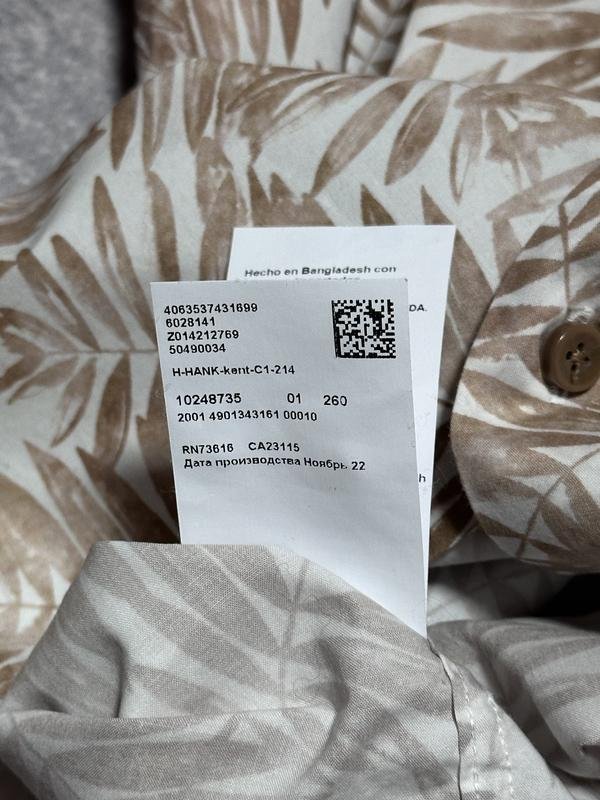 Hecho en Bangladesh con
DA.
4063537431699
6028141
Z014212769
50490034
H-HANK-kent-C1-214
10248735 01 260
2001 4901343161 00010
RN73616 CA23115
Дата производства Ноябрь 22
h